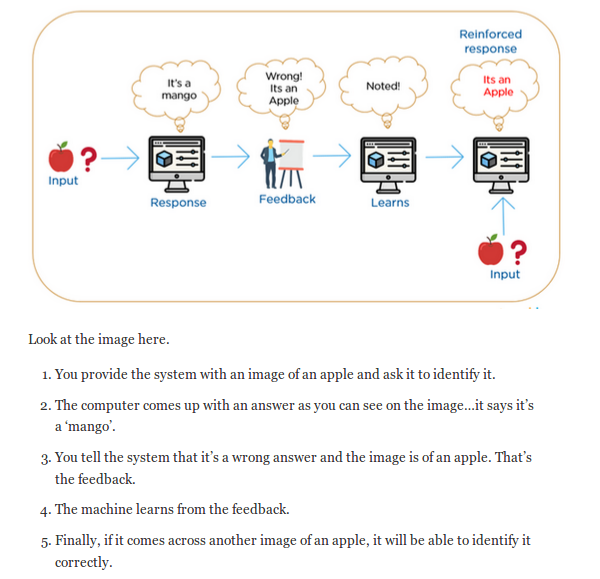 Reinforced
response
It's a
mango
Wrong!
Its an
Apple
Noted!
Its an
Apple
?
Input
Response
Feedback
Learns
?
Input
Look at the image here.
1. You provide the system with an image of an apple and ask it to identify it.
2. The computer comes up with an answer as you can see on the image...it says it’s
a ‘mango’.
3. You tell the system that it’s a wrong answer and the image is of an apple. That’s
the feedback.
4. The machine learns from the feedback.
5. Finally, if it comes across another image of an apple, it will be able to identify it
correctly.